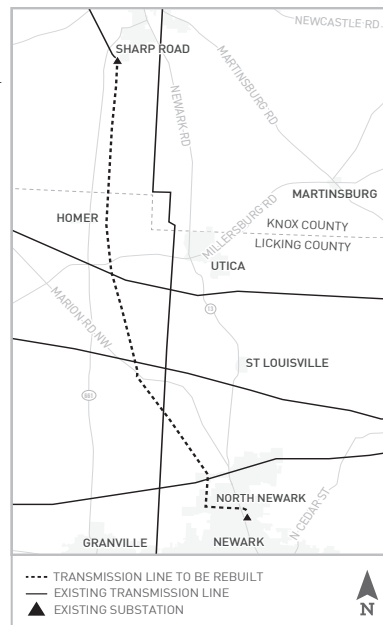 NEWCASTLE RD
SHARP ROAD
MARTINSBURG RD
NEWARK RD
MARTINSBURG
HOMER
MILLERSBURG RD
KNOX COUNTY
LICKING COUNTY
UTICA
MARION RD NW
13
ST LOUISVILLE
661
NORTH NEWARK
N CEDAR ST
GRANVILLE
NEWARK
TRANSMISSION LINE TO BE REBUILT
EXISTING TRANSMISSION LINE
EXISTING SUBSTATION
N